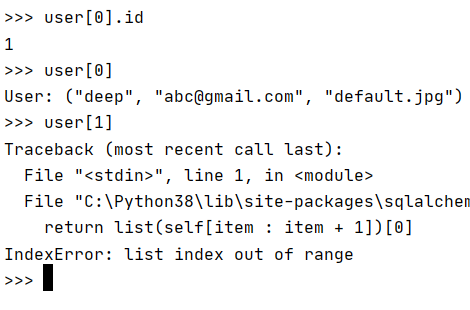 >>> user[0].id
1
>>> user[0]
User: ("deep", "abc@gmail.com", "default.jpg")
>>> user[1]
Traceback (most recent call last):
  File "<stdin>", line 1, in <module>
  File "C:\Python38\lib\site-packages\sqlalchem
    return list(self[item : item + 1])[0]
IndexError: list index out of range
>>>